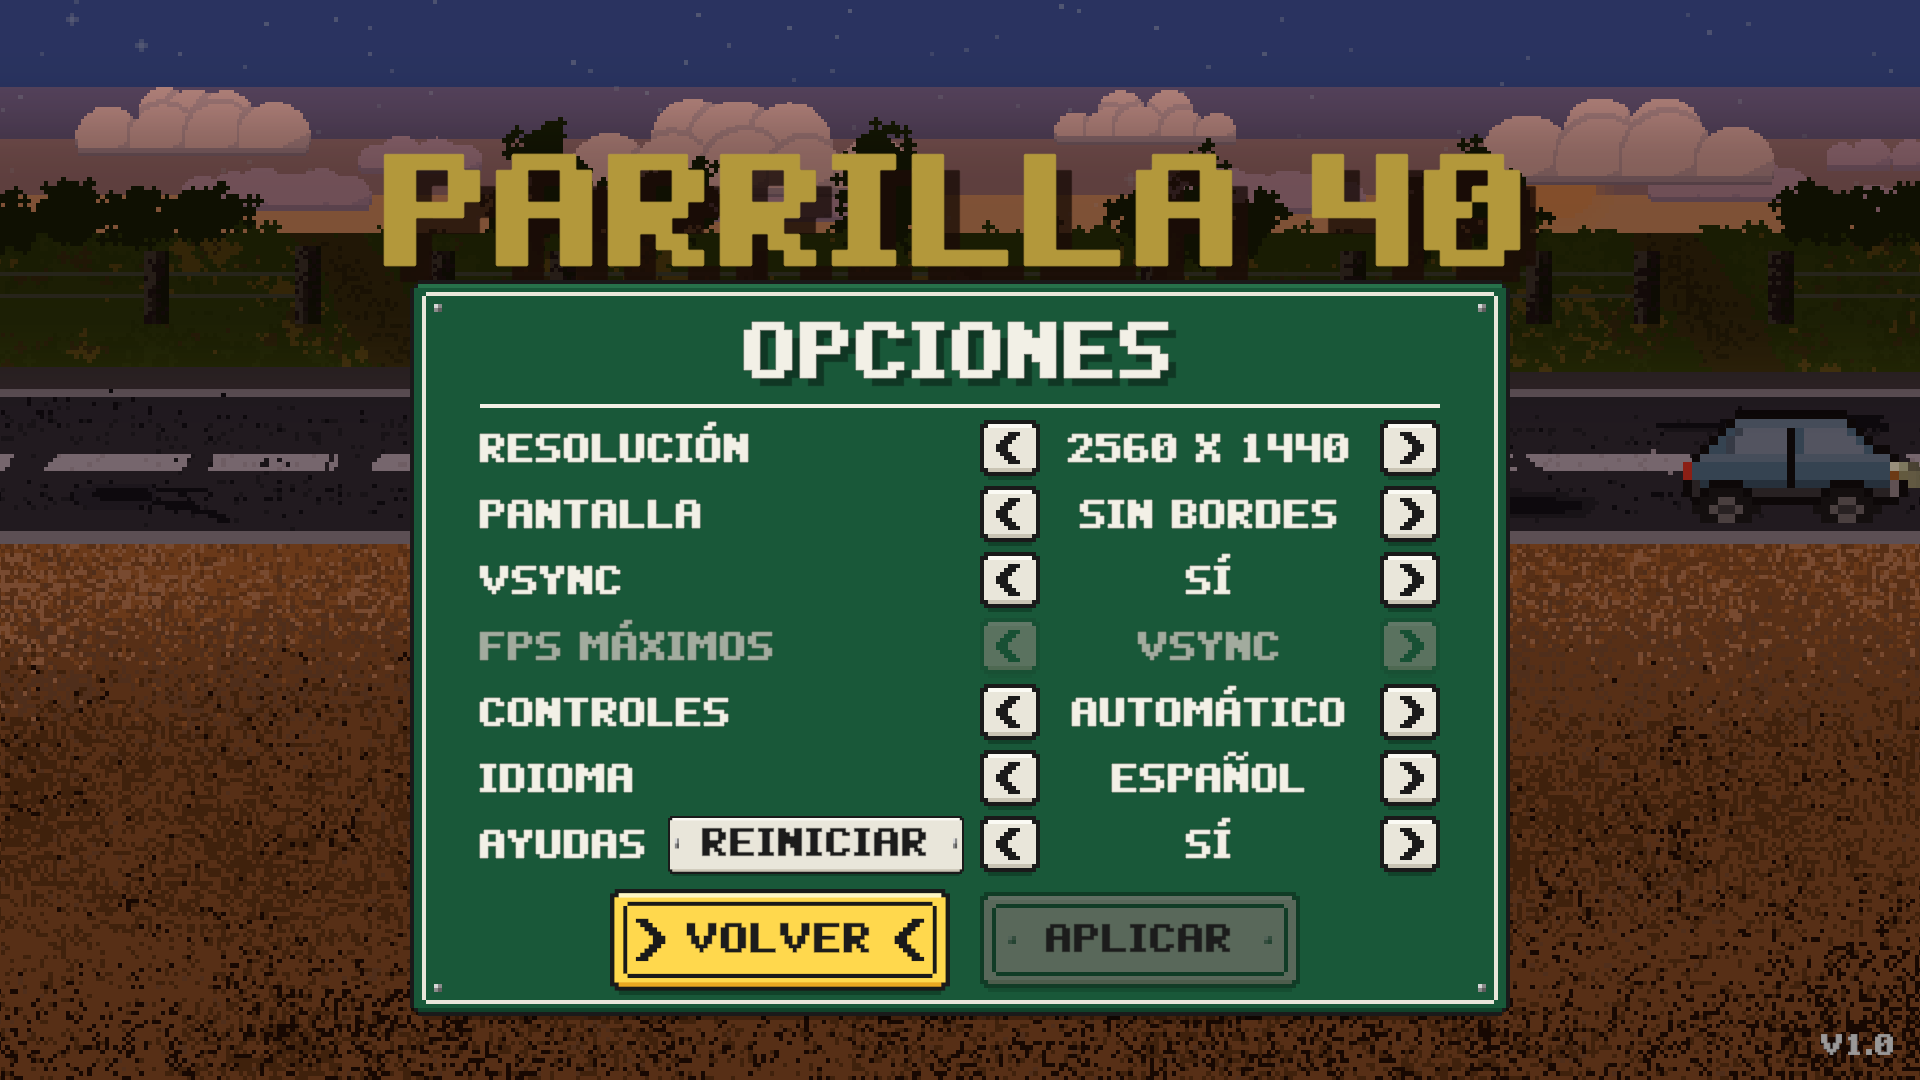 PARRILLA 40
OPCIONES
RESOLUCIÓN < 2560 X 1440 >
PANTALLA < SIN BORDES >
VSYNC < SÍ >
FPS MÁXIMOS < VSYNC >
CONTROLES < AUTOMÁTICO >
IDIOMA < ESPAÑOL >
AYUDAS REINICIAR < SÍ >
> VOLVER < APLICAR
V1.0